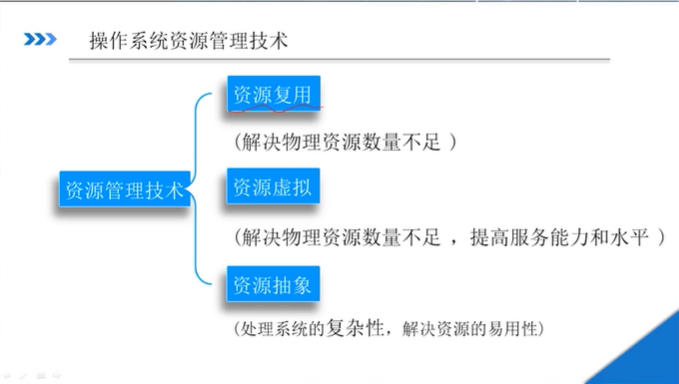 操作系统资源管理技术
资源复用
(解决物理资源数量不足 )
资源管理技术
资源虚拟
(解决物理资源数量不足 ，提高服务能力和水平 )
资源抽象
(处理系统的复杂性，解决资源的易用性)